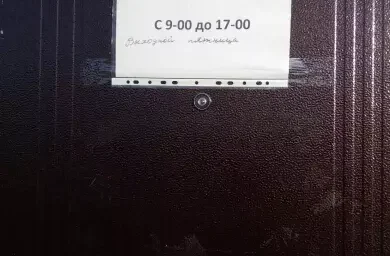 С 9-00 до 17-00
Выходной пятница